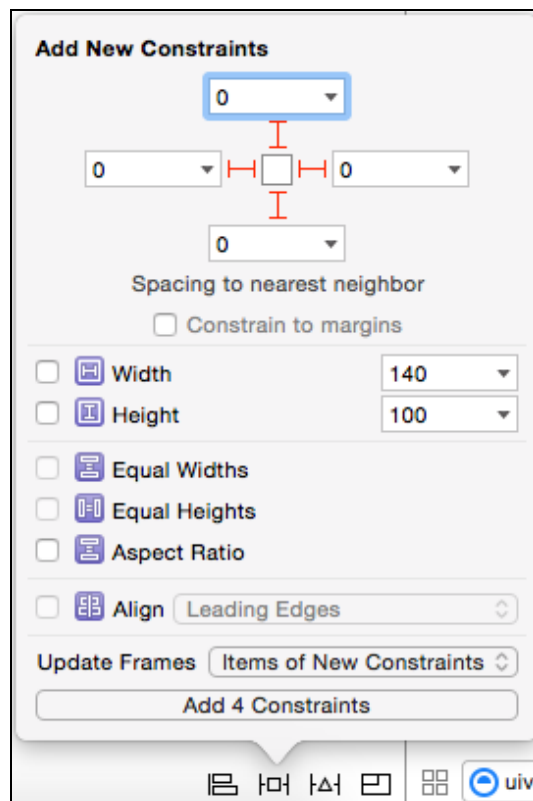 Add New Constraints
0
0 0
0
Spacing to nearest neighbor
Constrain to margins
Width 140
Height 100
Equal Widths
Equal Heights
Aspect Ratio
Align Leading Edges
Update Frames Items of New Constraints
Add 4 Constraints
uiv